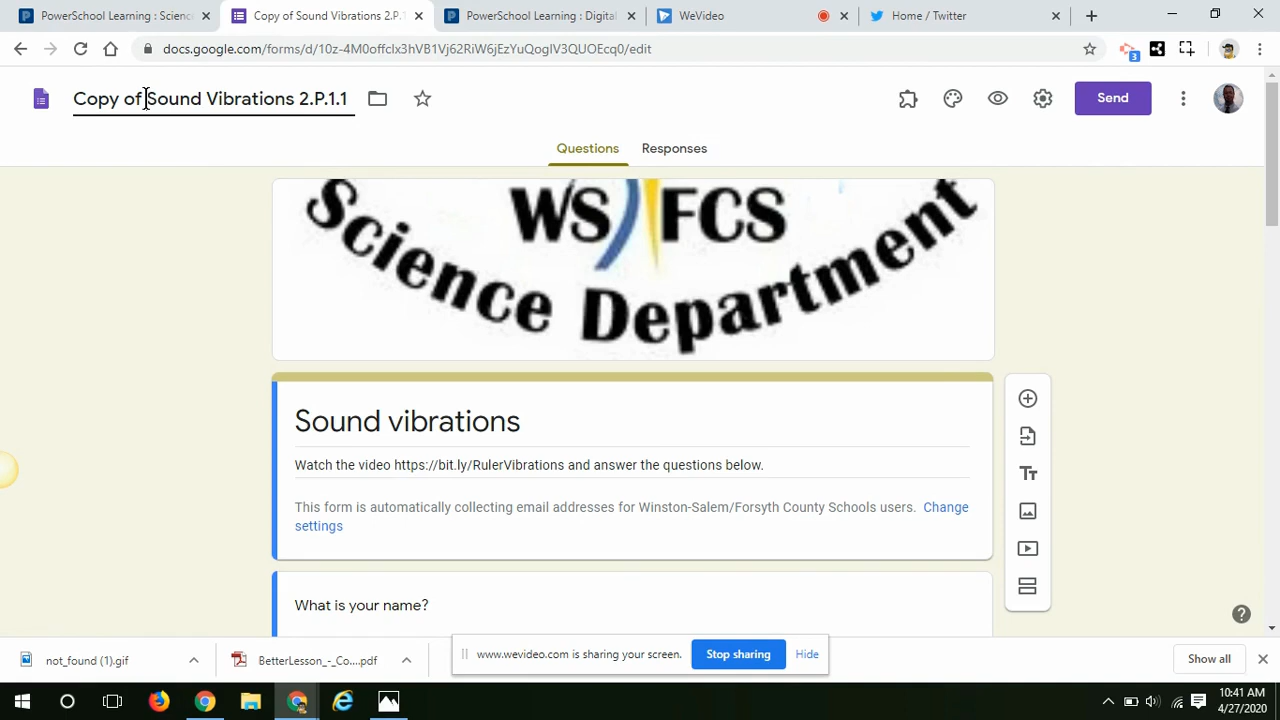 PowerSchool Learning : Scienc
Copy of Sound Vibrations 2.P.1
PowerSchool Learning : Digital
WeVideo
Home / Twitter
docs.google.com/forms/d/10z-4M0offcIx3hVB1Vj62RiW6jEzYuQogIV3QUOEcq0/edit
3
Copy of Sound Vibrations 2.P.1.1
Send
Questions
Responses
WS FCS
Science Department
Sound vibrations
Watch the video https://bit.ly/RulerVibrations and answer the questions below.
This form is automatically collecting email addresses for Winston-Salem/Forsyth County Schools users. Change
settings
What is your name?
www.wevideo.com is sharing your screen.
Stop sharing
Hide
not_found (1).gif
BetterLesson_-_Co....pdf
Show all
10:41 AM
4/27/2020